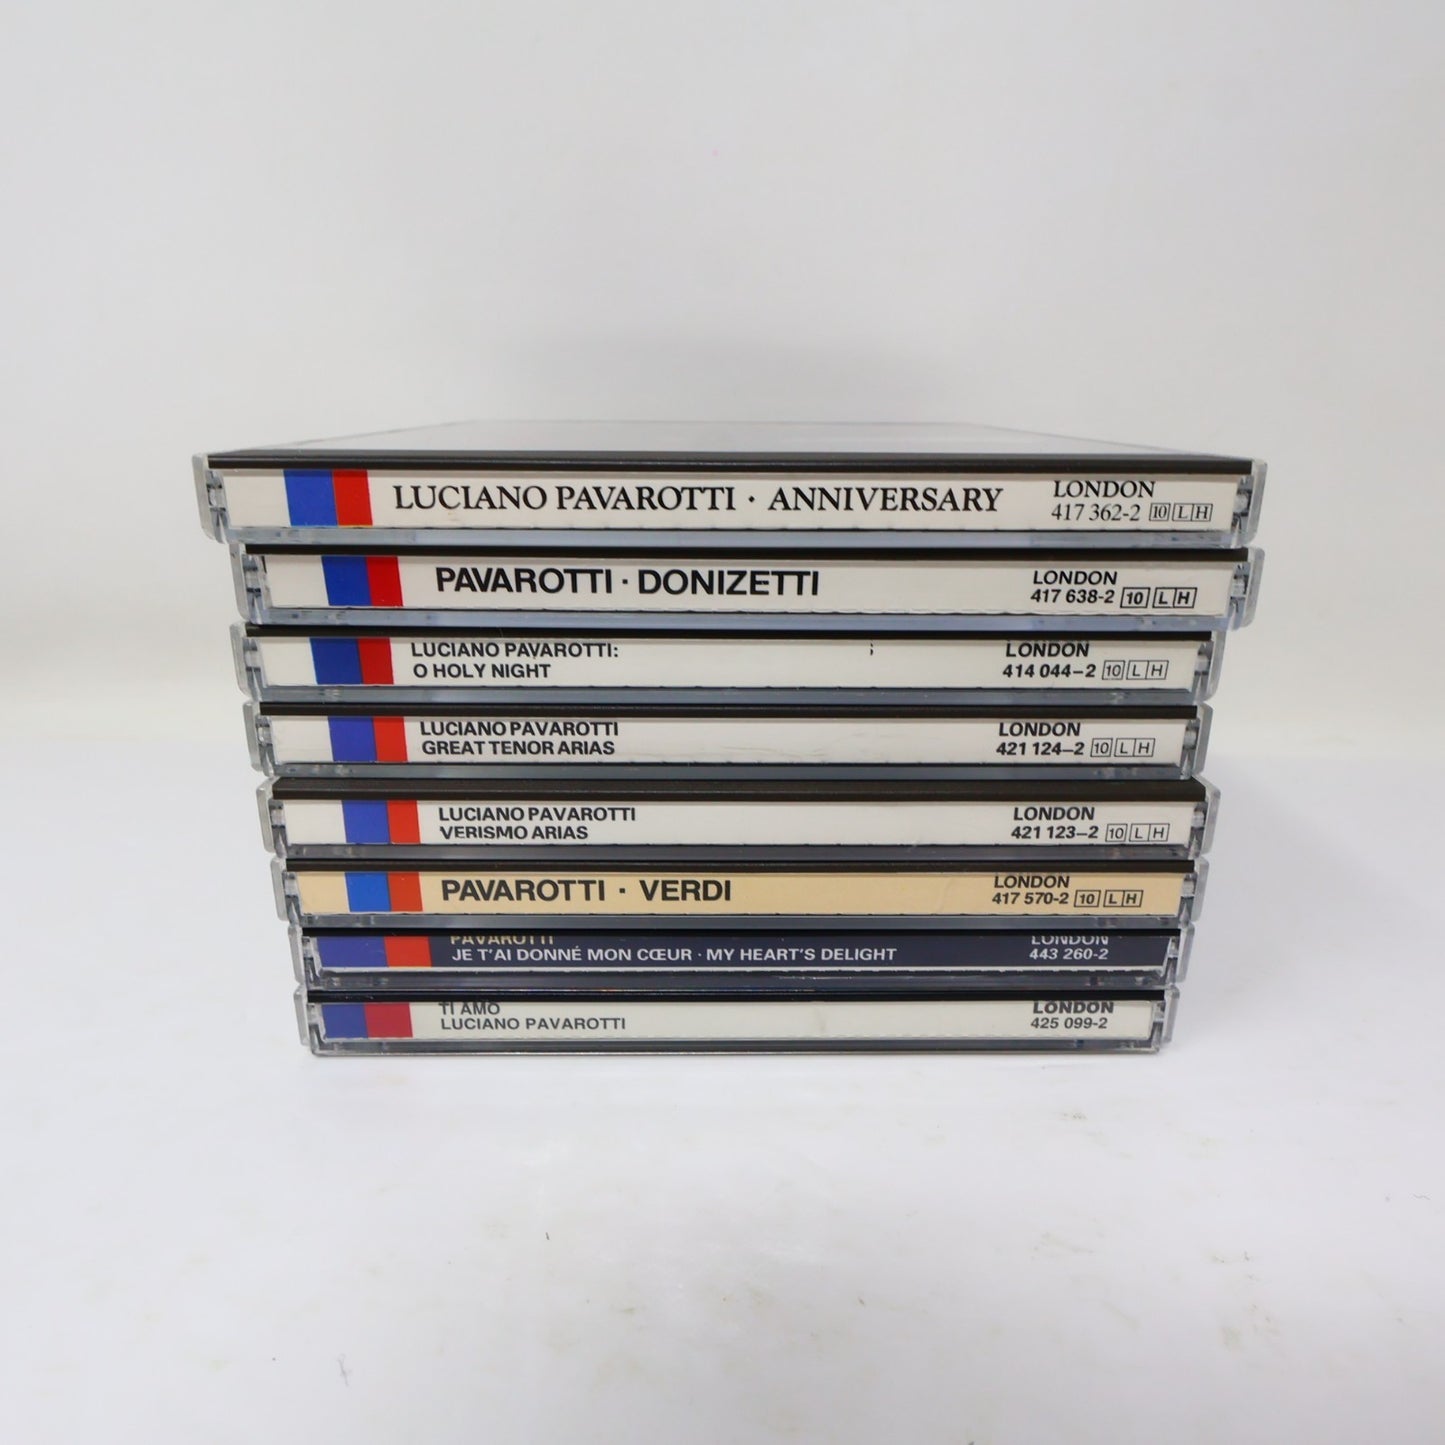 LUCIANO PAVAROTTI · ANNIVERSARY
LONDON
417 362-2 10 L H
PAVAROTTI · DONIZETTI
LONDON
417 638-2 10 L H
LUCIANO PAVAROTTI:
O HOLY NIGHT
LONDON
414 044–2 10 L H
LUCIANO PAVAROTTI
GREAT TENOR ARIAS
LONDON
421 124–2 10 L H
LUCIANO PAVAROTTI
VERISMO ARIAS
LONDON
421 123–2 10 L H
PAVAROTTI · VERDI
LONDON
417 570-2 10 L H
PAVAROTTI
JE T'AI DONNÉ MON CŒUR · MY HEART'S DELIGHT
LONDON
443 260-2
TI AMO
LUCIANO PAVAROTTI
LONDON
425 099-2